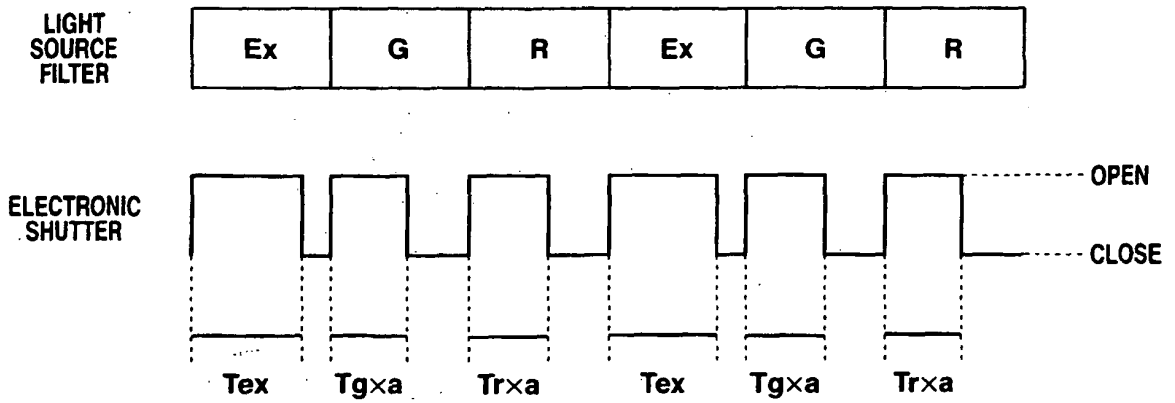 LIGHT
SOURCE
FILTER
Ex G R Ex G R
ELECTRONIC
SHUTTER
OPEN
CLOSE
Tex Tg×a Tr×a Tex Tg×a Tr×a